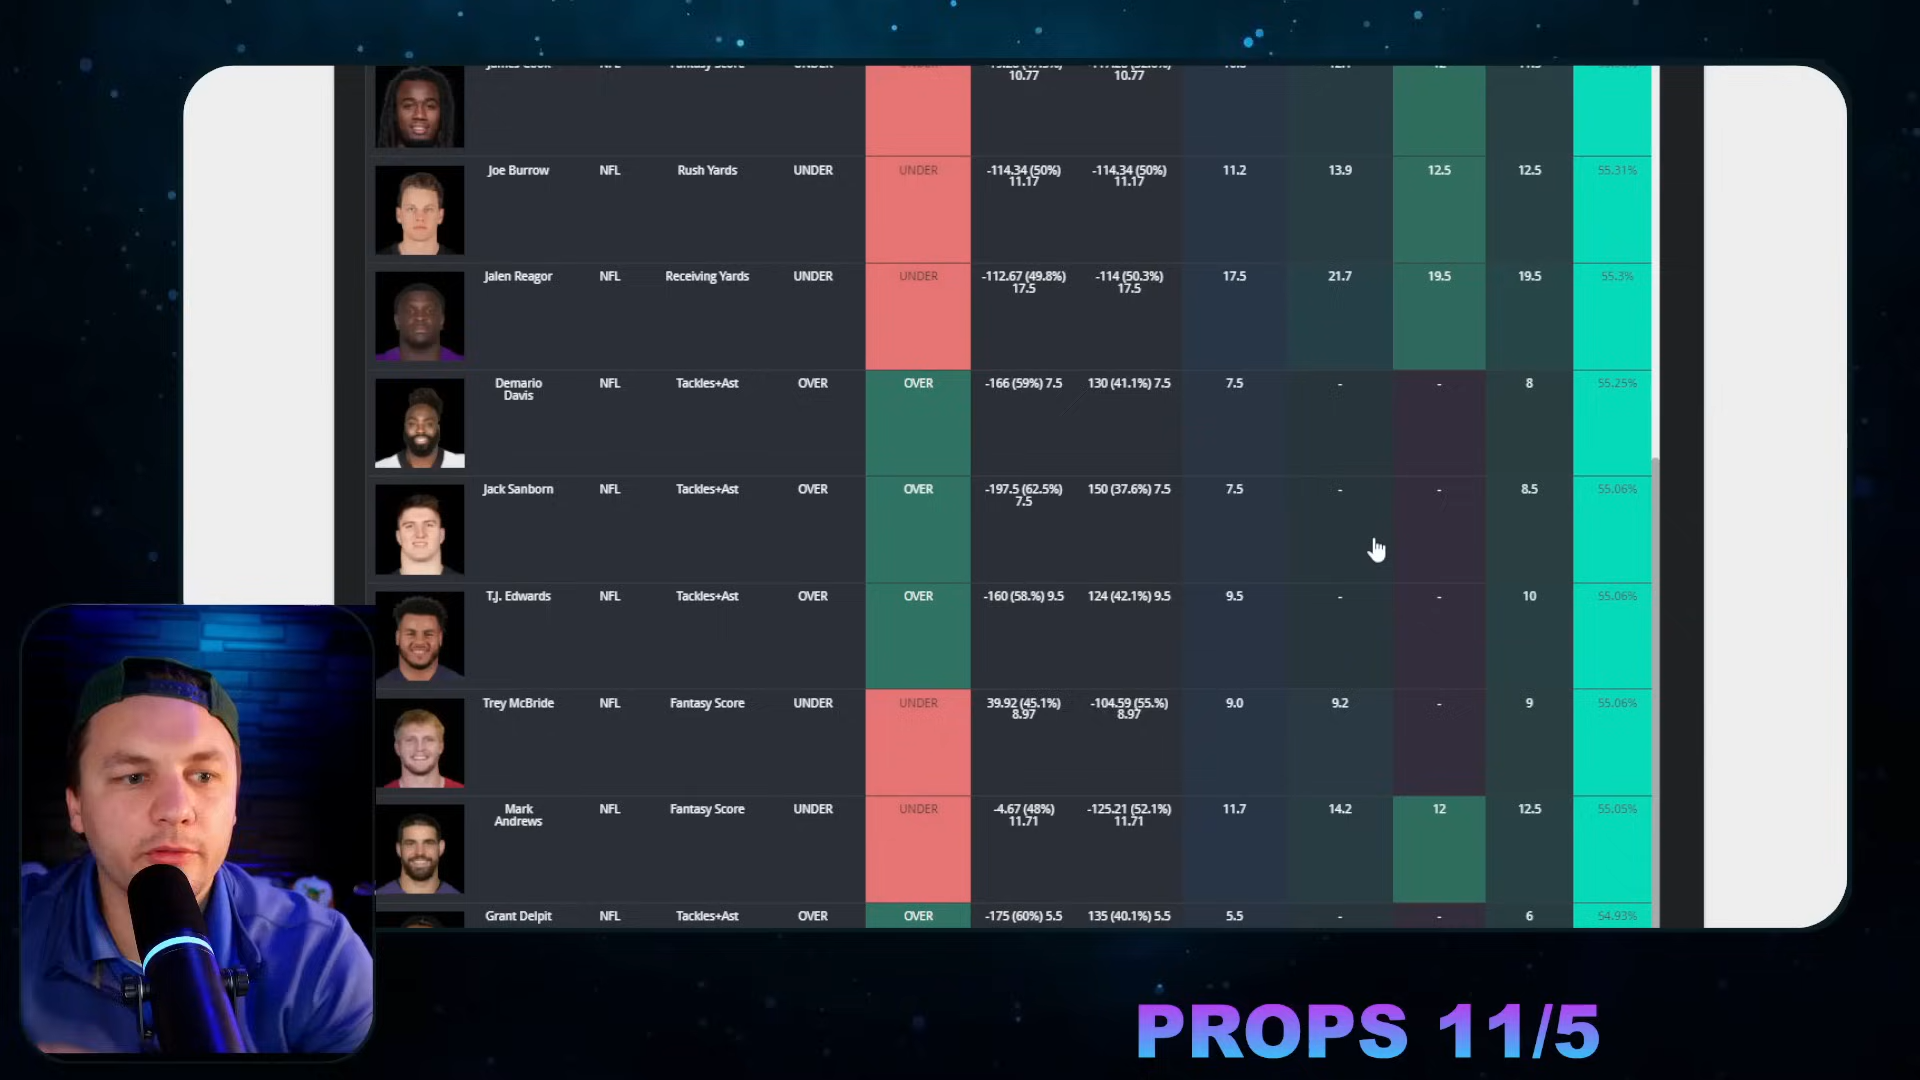 10.77 10.77
Joe Burrow NFL Rush Yards UNDER UNDER -114.34 (50%) -114.34 (50%) 11.2 13.9 12.5 12.5 55.31%
11.17 11.17
Jalen Reagor NFL Receiving Yards UNDER UNDER -112.67 (49.8%) -114 (50.3%) 17.5 21.7 19.5 19.5 55.3%
17.5 17.5
Demario NFL Tackles+Ast OVER OVER -166 (59%) 7.5 130 (41.1%) 7.5 7.5 - - 8 55.25%
Davis
Jack Sanborn NFL Tackles+Ast OVER OVER -197.5 (62.5%) 150 (37.6%) 7.5 7.5 - - 8.5 55.06%
7.5
T.J. Edwards NFL Tackles+Ast OVER OVER -160 (58.%) 9.5 124 (42.1%) 9.5 9.5 - - 10 55.06%
Trey McBride NFL Fantasy Score UNDER UNDER 39.92 (45.1%) -104.59 (55.%) 9.0 9.2 - 9 55.06%
8.97 8.97
Mark NFL Fantasy Score UNDER UNDER -4.67 (48%) -125.21 (52.1%) 11.7 14.2 12 12.5 55.05%
Andrews 11.71 11.71
Grant Delpit NFL Tackles+Ast OVER OVER -175 (60%) 5.5 135 (40.1%) 5.5 5.5 - - 6 54.93%
PROPS 11/5